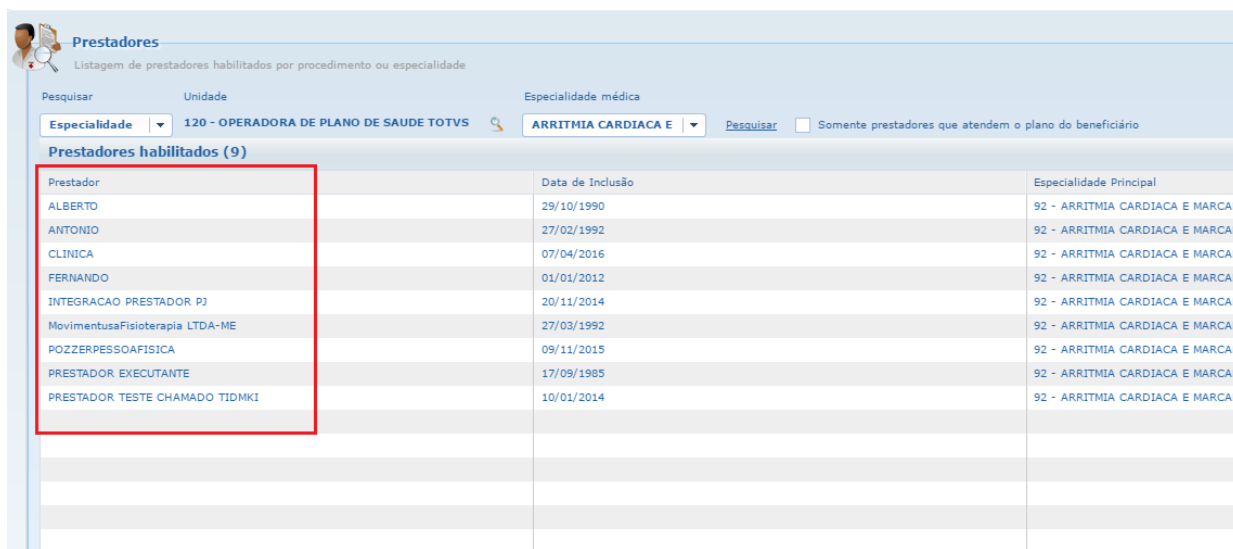 Prestadores
Listagem de prestadores habilitados por procedimento ou especialidade
Pesquisar Unidade Especialidade médica
Especialidade 120 - OPERADORA DE PLANO DE SAUDE TOTVS ARRITMIA CARDIACA E Pesquisar Somente prestadores que atendem o plano do beneficiário
Prestadores habilitados (9)
Prestador Data de Inclusão Especialidade Principal
ALBERTO 29/10/1990 92 - ARRITMIA CARDIACA E MARCA
ANTONIO 27/02/1992 92 - ARRITMIA CARDIACA E MARCA
CLINICA 07/04/2016 92 - ARRITMIA CARDIACA E MARCA
FERNANDO 01/01/2012 92 - ARRITMIA CARDIACA E MARCA
INTEGRACAO PRESTADOR PJ 20/11/2014 92 - ARRITMIA CARDIACA E MARCA
MovimentusaFisioterapia LTDA-ME 27/03/1992 92 - ARRITMIA CARDIACA E MARCA
POZZERPESSOAFISICA 09/11/2015 92 - ARRITMIA CARDIACA E MARCA
PRESTADOR EXECUTANTE 17/09/1985 92 - ARRITMIA CARDIACA E MARCA
PRESTADOR TESTE CHAMADO TIDMKI 10/01/2014 92 - ARRITMIA CARDIACA E MARCA